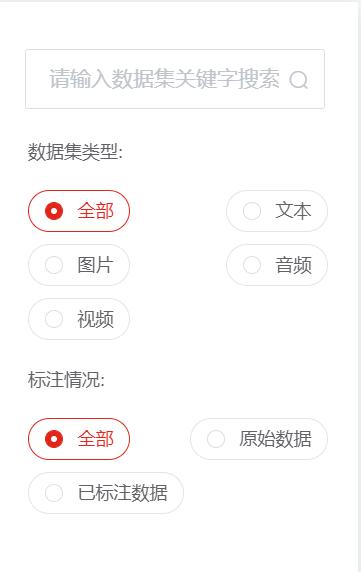 请输入数据集关键字搜索
数据集类型:
全部 文本
图片 音频
视频
标注情况:
全部 原始数据
已标注数据